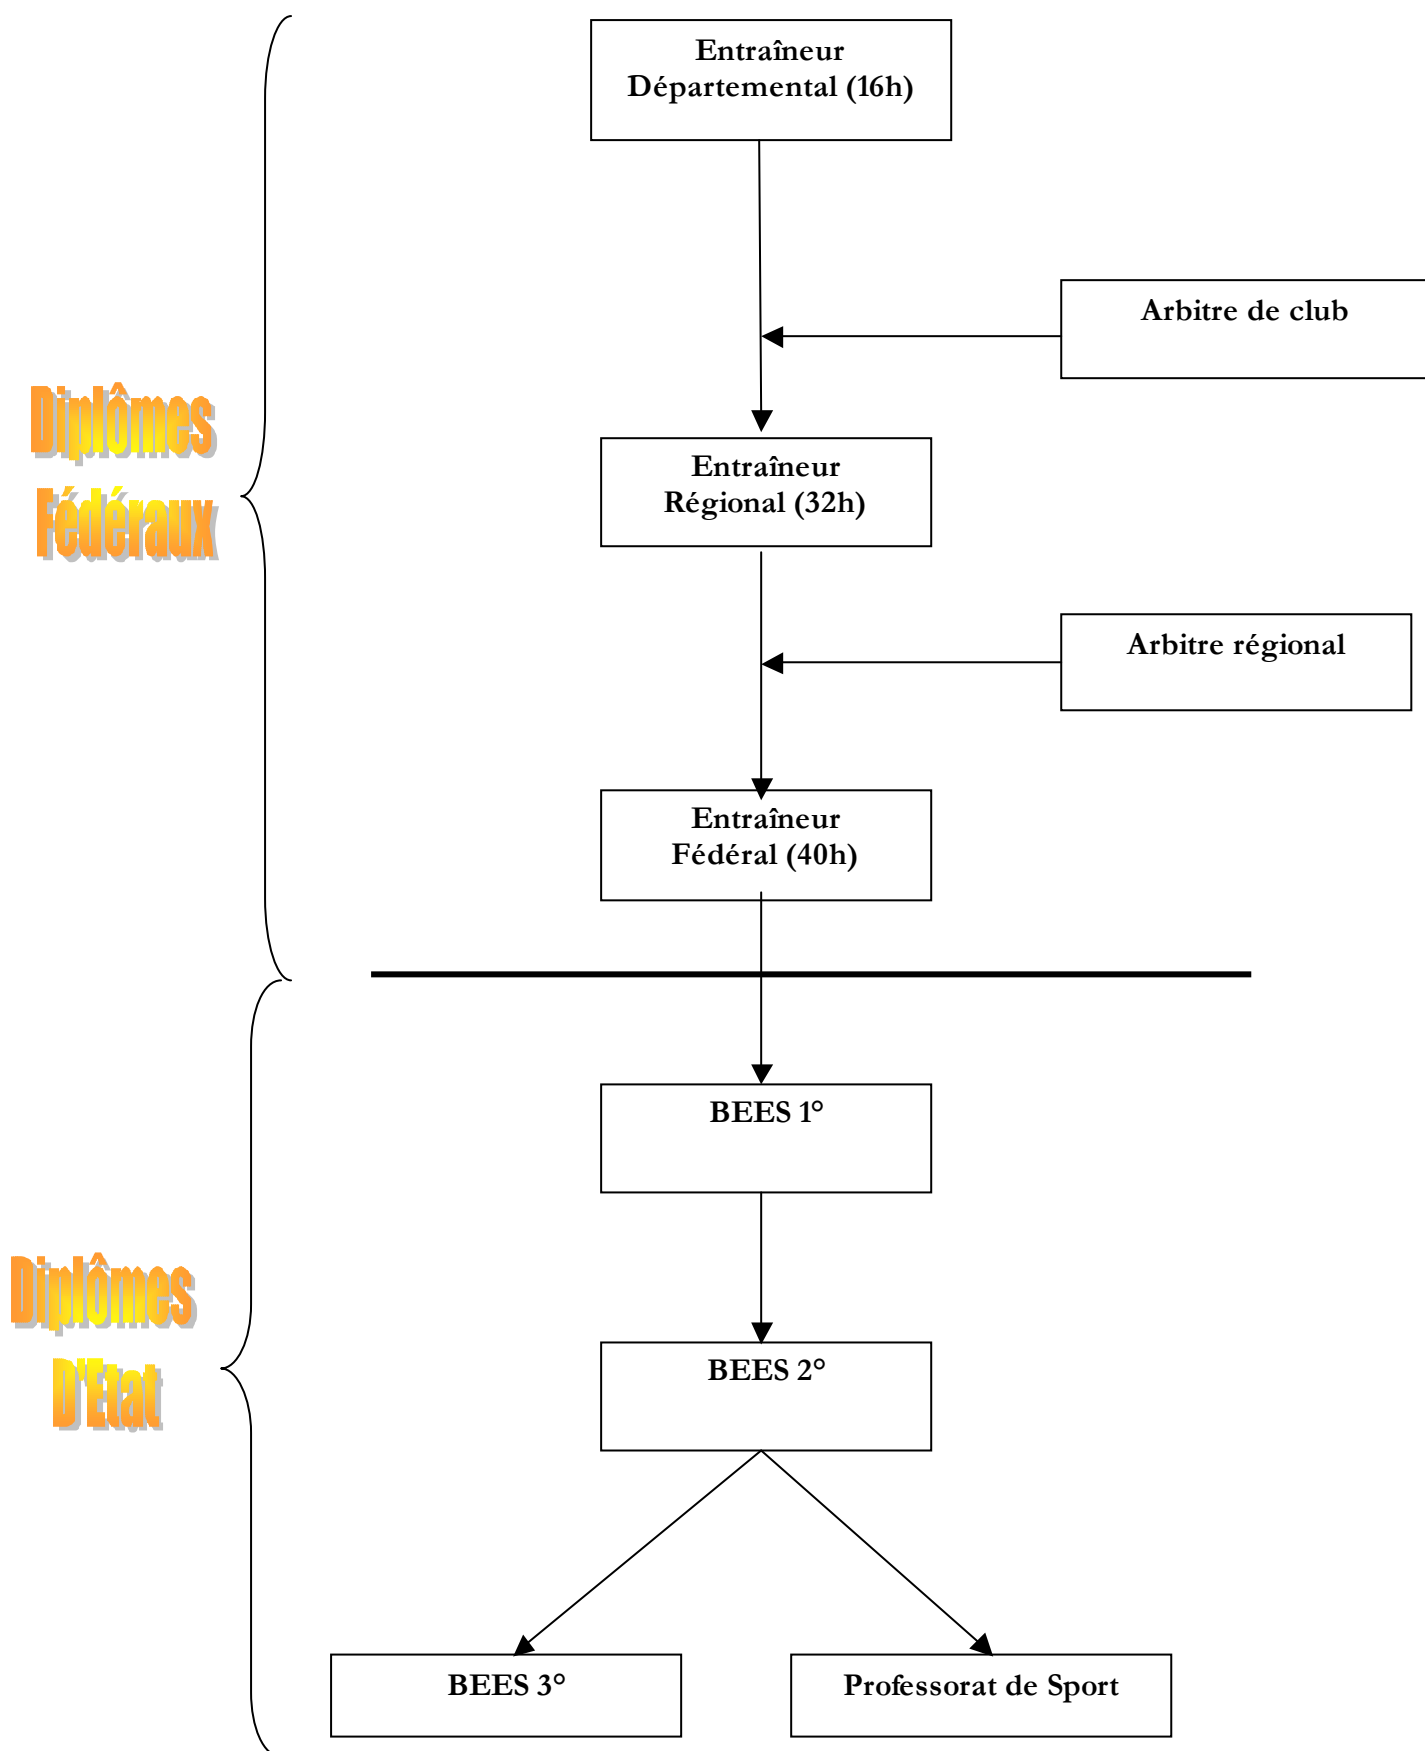 Entraîneur
Départemental (16h)
Arbitre de club
Diplômes
Fédéraux
Entraîneur
Régional (32h)
Arbitre régional
Entraîneur
Fédéral (40h)
BEES 1°
Diplômes
D'Etat
BEES 2°
BEES 3°
Professorat de Sport